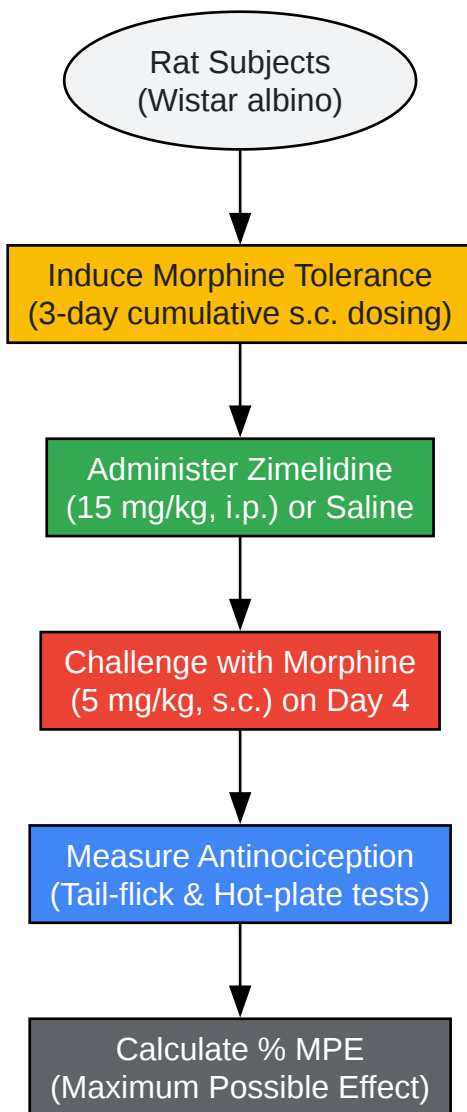 Rat Subjects
(Wistar albino)
Induce Morphine Tolerance
(3-day cumulative s.c. dosing)
Administer Zimelidine
(15 mg/kg, i.p.) or Saline
Challenge with Morphine
(5 mg/kg, s.c.) on Day 4
Measure Antinociception
(Tail-flick & Hot-plate tests)
Calculate % MPE
(Maximum Possible Effect)